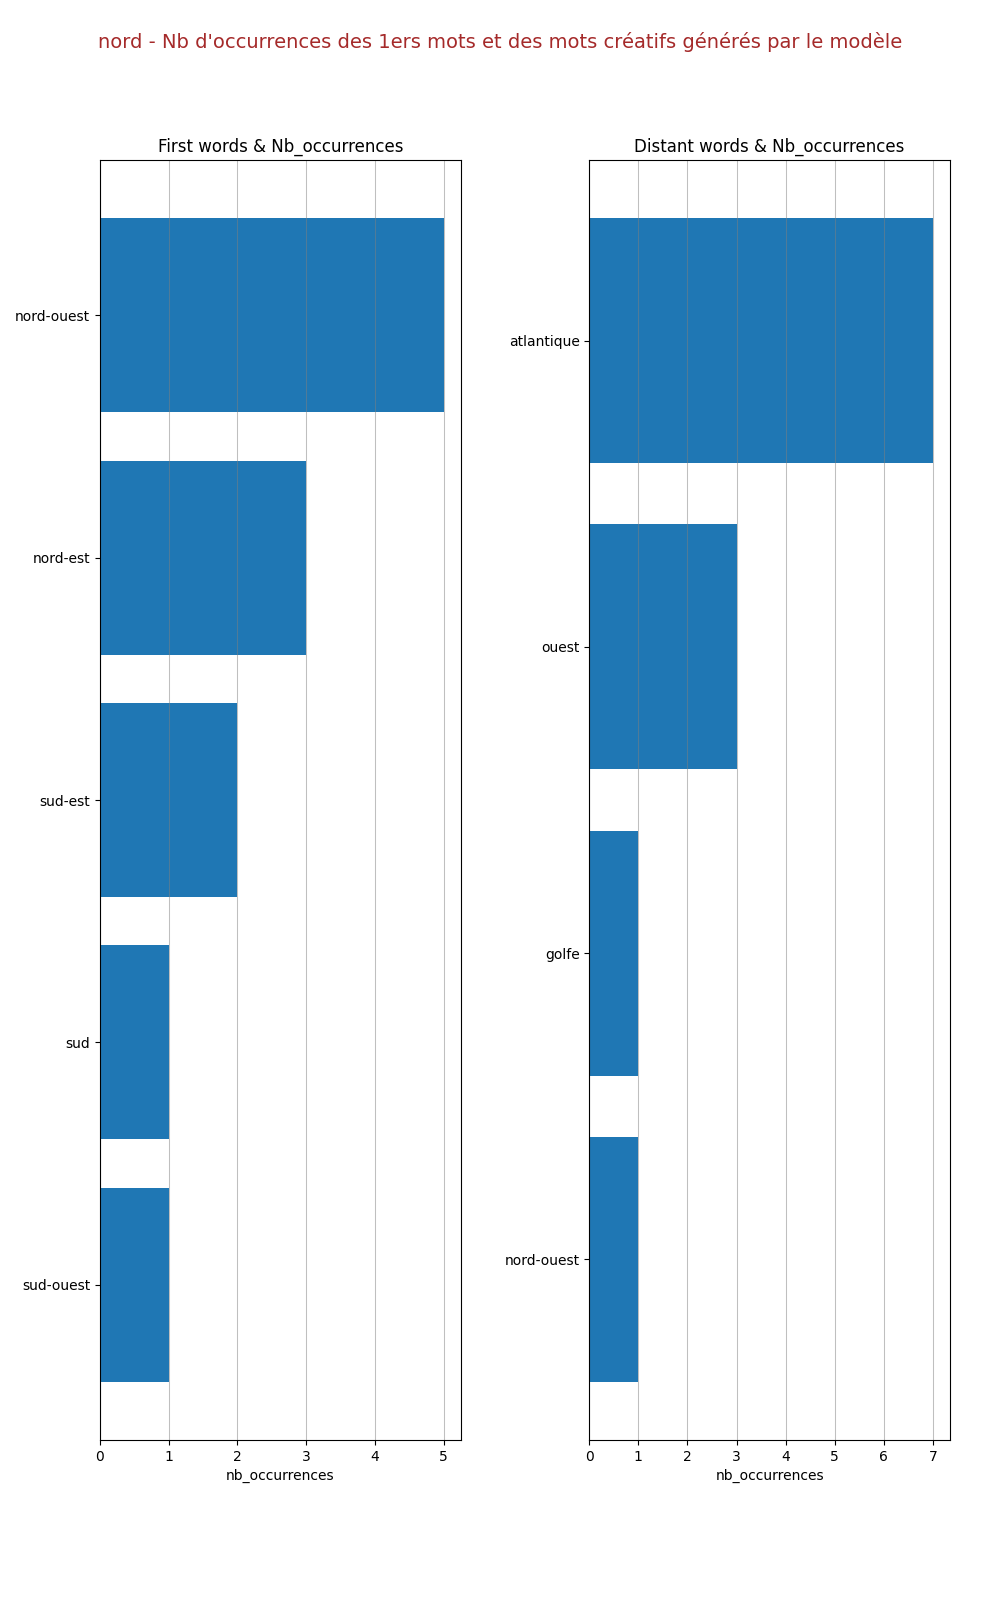 nord - Nb d'occurrences des 1ers mots et des mots créatifs générés par le modèle
First words & Nb_occurrences
nord-ouest
nord-est
sud-est
sud
sud-ouest
0 1 2 3 4 5
nb_occurrences
Distant words & Nb_occurrences
atlantique
ouest
golfe
nord-ouest
0 1 2 3 4 5 6 7
nb_occurrences